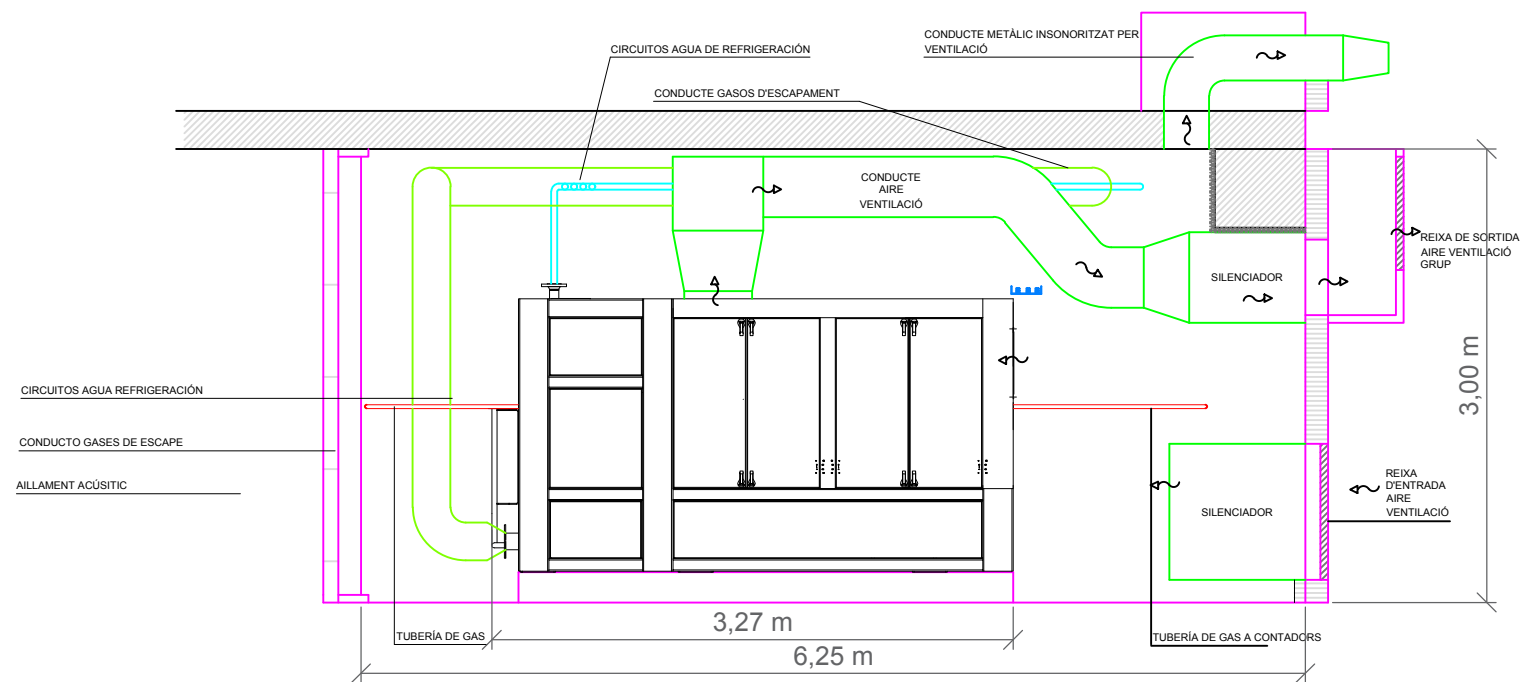 CONDUCTE METÀLIC INSONORITZAT PER
VENTILACIÓ
CIRCUITOS AGUA DE REFRIGERACIÓN
CONDUCTE GASOS D'ESCAPAMENT
CONDUCTE
AIRE
VENTILACIÓ
REIXA DE SORTIDA
AIRE VENTILACIÓ
GRUP
SILENCIADOR
3,00 m
CIRCUITOS AGUA REFRIGERACIÓN
CONDUCTO GASES DE ESCAPE
AILLAMENT ACÚSITIC
REIXA
D'ENTRADA
AIRE
VENTILACIÓ
SILENCIADOR
3,27 m
TUBERÍA DE GAS
TUBERÍA DE GAS A CONTADORS
6,25 m